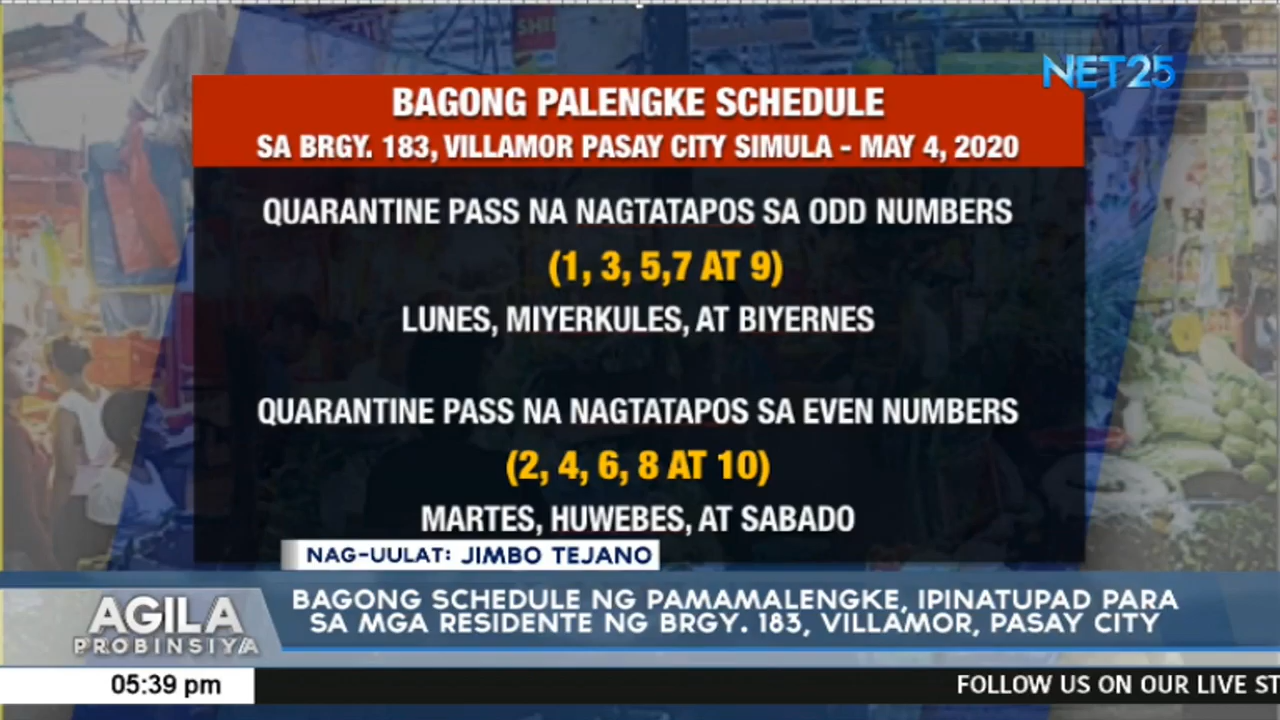 SHI
NET25
BAGONG PALENGKE SCHEDULE
SA BRGY. 183, VILLAMOR PASAY CITY SIMULA - MAY 4, 2020
QUARANTINE PASS NA NAGTATAPOS SA ODD NUMBERS
(1, 3, 5,7 AT 9)
LUNES, MIYERKULES, AT BIYERNES
QUARANTINE PASS NA NAGTATAPOS SA EVEN NUMBERS
(2, 4, 6, 8 AT 10)
MARTES, HUWEBES, AT SABADO
NAG-UULAT: JIMBO TEJANO
AGILA
PROBINSIYA
BAGONG SCHEDULE NG PAMAMALENGKE, IPINATUPAD PARA
SA MGA RESIDENTE NG BRGY. 183, VILLAMOR, PASAY CITY
05:39 pm
FOLLOW US ON OUR LIVE ST